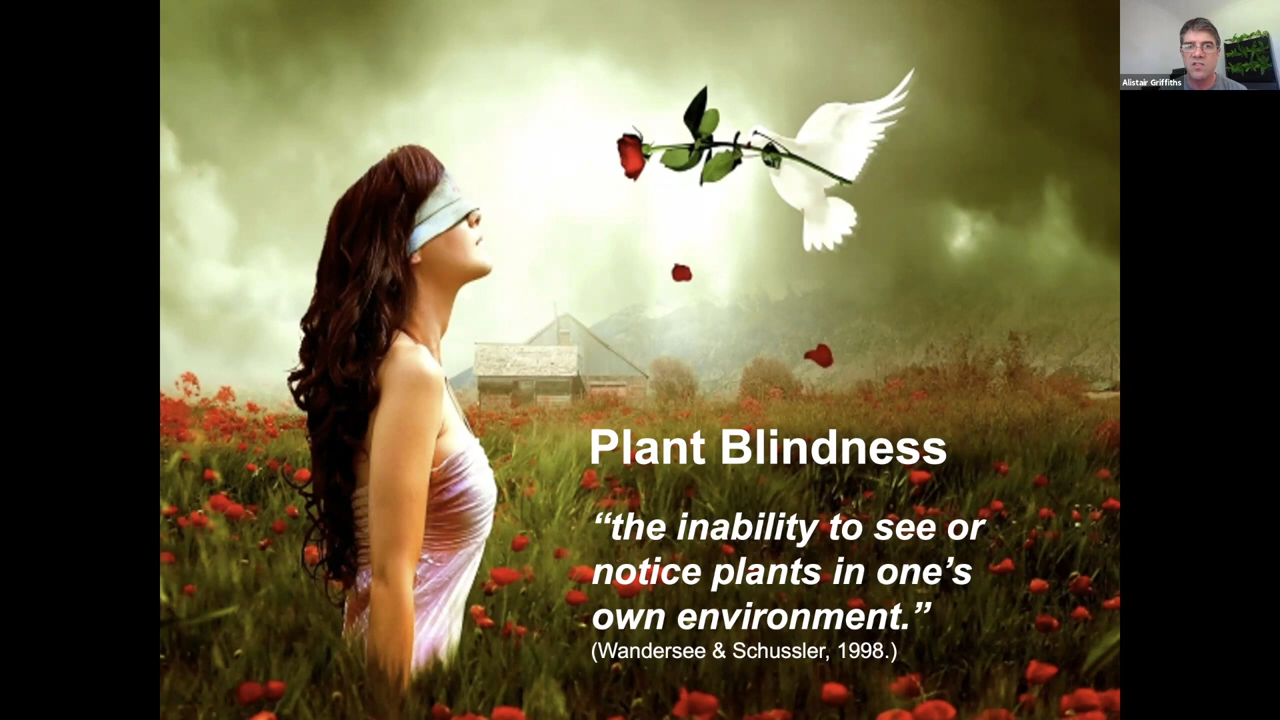 Alistair Griffiths
Plant Blindness
“the inability to see or
notice plants in one’s
own environment.”
(Wandersee & Schussler, 1998.)